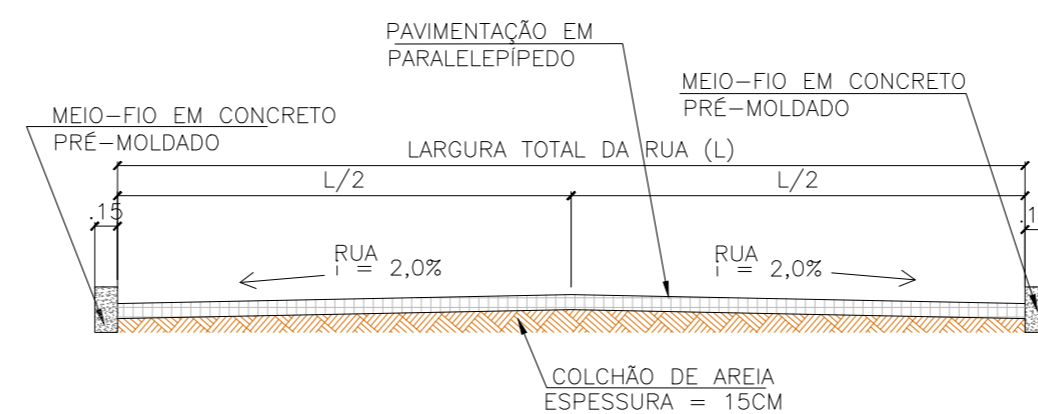 PAVIMENTAÇÃO EM
PARALELEPÍPEDO
MEIO-FIO EM CONCRETO
PRÉ-MOLDADO
MEIO-FIO EM CONCRETO
PRÉ-MOLDADO
LARGURA TOTAL DA RUA (L)
L/2
L/2
.15
.1
RUA
i = 2,0%
RUA
i = 2,0%
COLCHÃO DE AREIA
ESPESSURA = 15CM